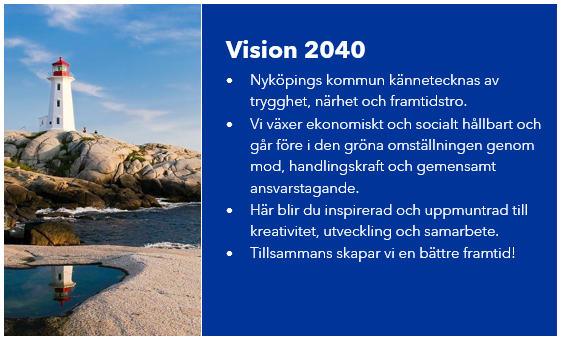 Vision 2040
• Nyköpings kommun kännetecknas av
trygghet, närhet och framtidstro.
• Vi växer ekonomiskt och socialt hållbart och
går före i den gröna omställningen genom
mod, handlingskraft och gemensamt
ansvarstagande.
• Här blir du inspirerad och uppmuntrad till
kreativitet, utveckling och samarbete.
• Tillsammans skapar vi en bättre framtid!